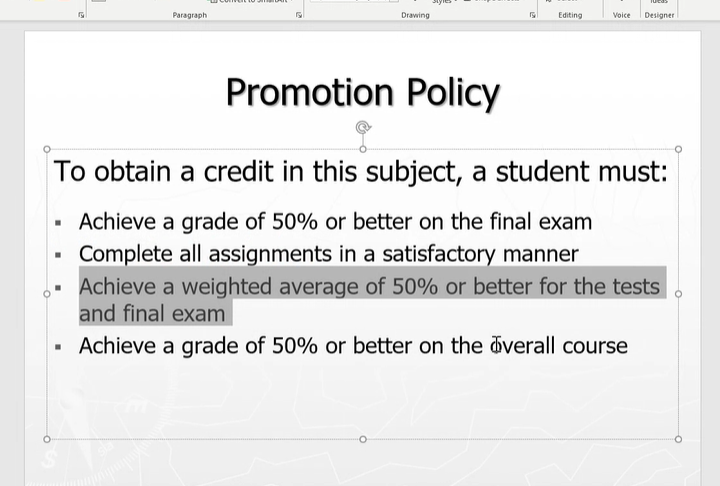 Paragraph
Drawing
Editing
Voice
Designer
Promotion Policy
To obtain a credit in this subject, a student must:
▪ Achieve a grade of 50% or better on the final exam
▪ Complete all assignments in a satisfactory manner
▪ Achieve a weighted average of 50% or better for the tests
and final exam
▪ Achieve a grade of 50% or better on the overall course